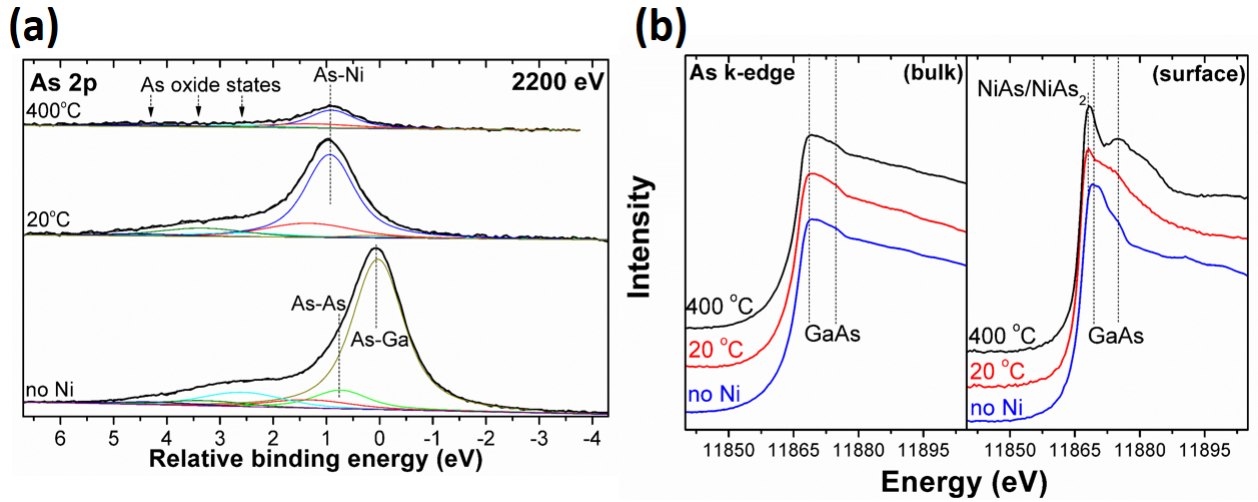 (a)
As 2p
As oxide states
As-Ni
2200 eV
400°C
20°C
As-As
As-Ga
no Ni
6 5 4 3 2 1 0 -1 -2 -3 -4
Relative binding energy (eV)
(b)
As k-edge
(bulk)
(surface)
NiAs/NiAs2
400 °C
GaAs
20 °C
no Ni
400 °C
GaAs
20 °C
no Ni
Intensity
11850 11865 11880 11895
11850 11865 11880 11895
Energy (eV)